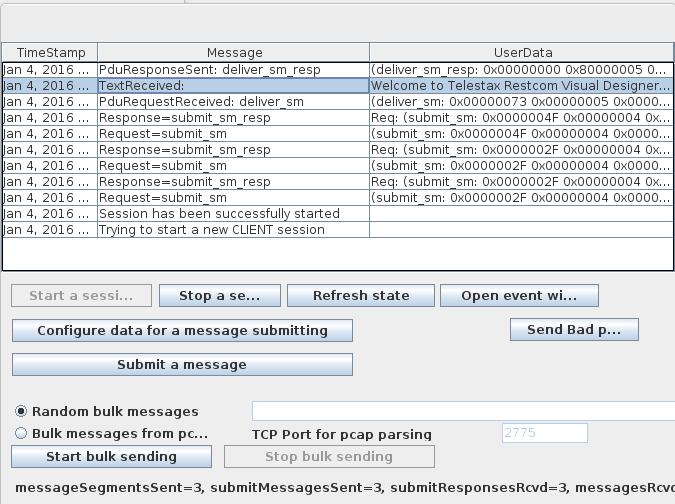 TimeStamp Message UserData
Jan 4, 2016 ... PduResponseSent: deliver_sm_resp (deliver_sm_resp: 0x00000000 0x80000005 0...
Jan 4, 2016 ... TextReceived: Welcome to Telestax Restcom Visual Designer...
Jan 4, 2016 ... PduRequestReceived: deliver_sm (deliver_sm: 0x00000073 0x00000005 0x0000...
Jan 4, 2016 ... Response=submit_sm_resp Req: (submit_sm: 0x0000004F 0x00000004 0x...
Jan 4, 2016 ... Request=submit_sm (submit_sm: 0x0000004F 0x00000004 0x0000...
Jan 4, 2016 ... Response=submit_sm_resp Req: (submit_sm: 0x0000002F 0x00000004 0x...
Jan 4, 2016 ... Request=submit_sm (submit_sm: 0x0000002F 0x00000004 0x0000...
Jan 4, 2016 ... Response=submit_sm_resp Req: (submit_sm: 0x0000002F 0x00000004 0x...
Jan 4, 2016 ... Request=submit_sm (submit_sm: 0x0000002F 0x00000004 0x0000...
Jan 4, 2016 ... Session has been successfully started
Jan 4, 2016 ... Trying to start a new CLIENT session
Start a sessi... Stop a se... Refresh state Open event wi...
Configure data for a message submitting Send Bad p...
Submit a message
Random bulk messages
Bulk messages from pc... TCP Port for pcap parsing 2775
Start bulk sending Stop bulk sending
messageSegmentsSent=3, submitMessagesSent=3, submitResponsesRcvd=3, messagesRcvd